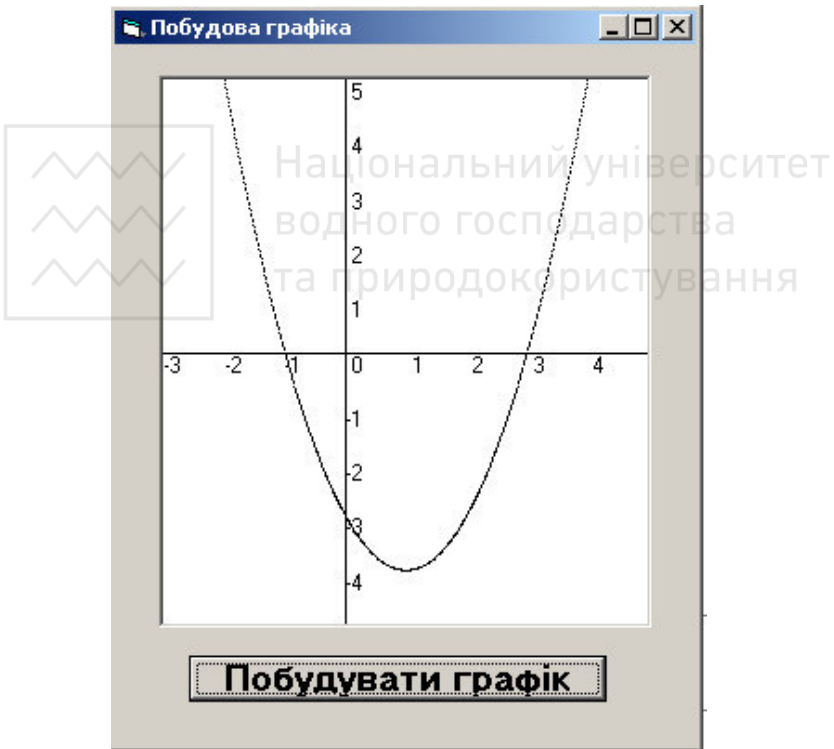 Побудова графіка
5
4
Національний університет
3
водного господарства
2
та природокористування
1
-3 -2 -1 0 1 2 3 4
-1
-2
-3
-4
Побудувати графік